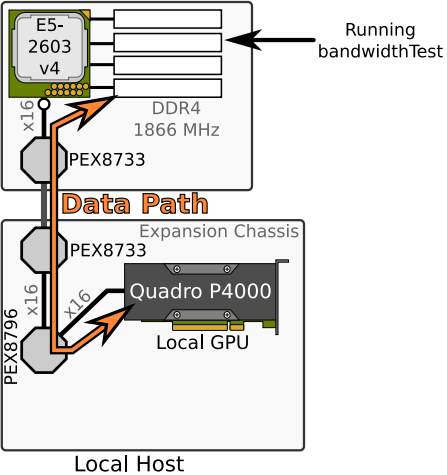 E5-
2603
v4
Running
bandwidthTest
DDR4
1866 MHz
x16
PEX8733
Data Path
Expansion Chassis
PEX8733
x16
x16
Quadro P4000
PEX8796
Local GPU
Local Host